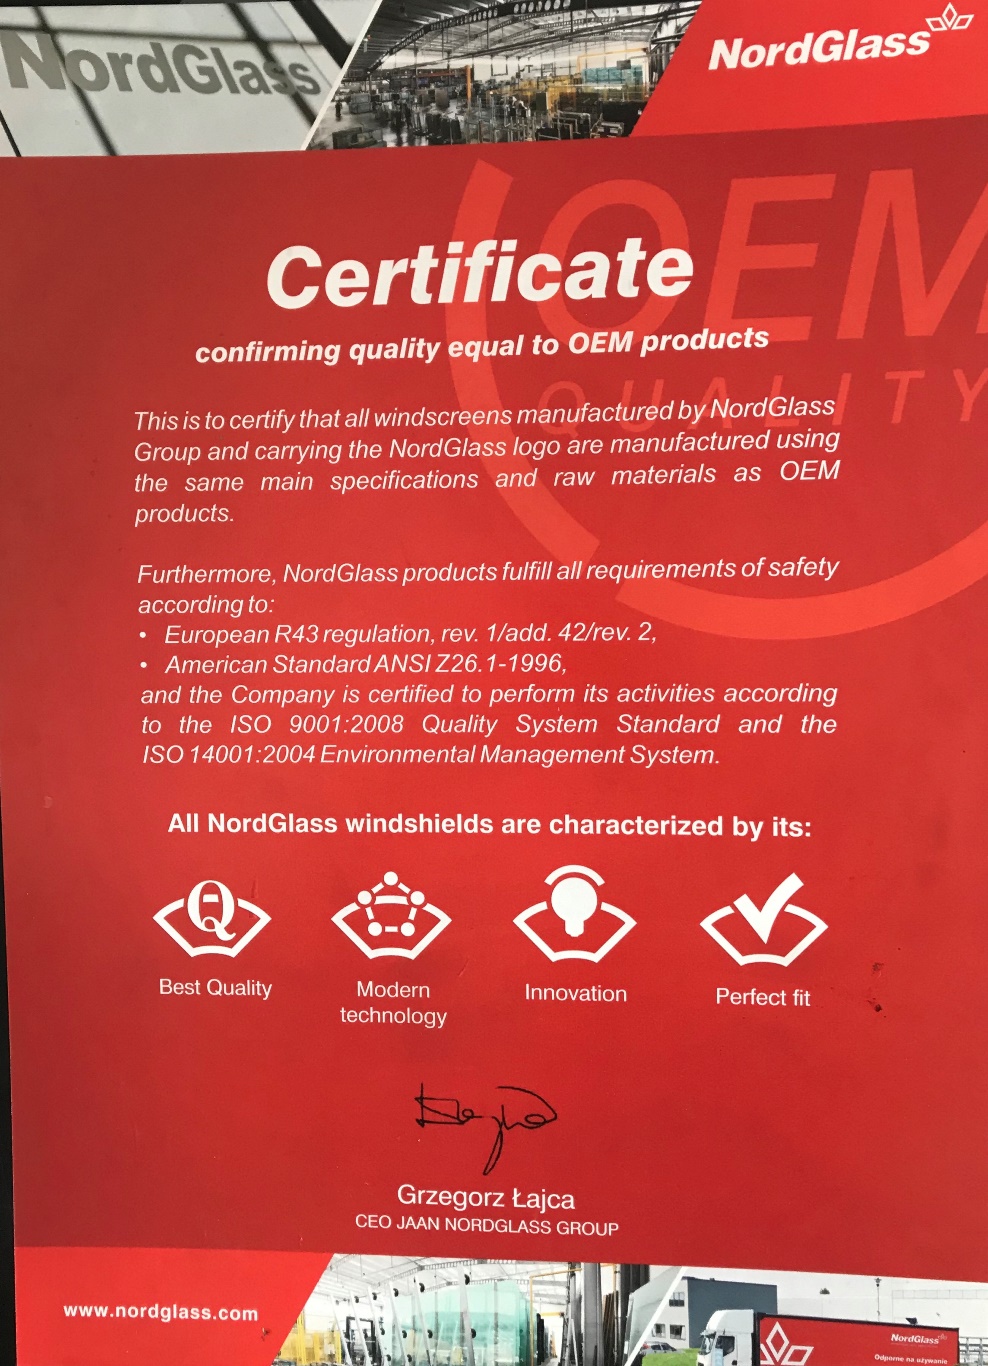 NordGlass
NordGlass
OEM
QUALITY
Certificate
confirming quality equal to OEM products
This is to certify that all windscreens manufactured by NordGlass
Group and carrying the NordGlass logo are manufactured using
the same main specifications and raw materials as OEM
products.
Furthermore, NordGlass products fulfill all requirements of safety
according to:
• European R43 regulation, rev. 1/add. 42/rev. 2,
• American Standard ANSI Z26.1-1996,
and the Company is certified to perform its activities according
to the ISO 9001:2008 Quality System Standard and the
ISO 14001:2004 Environmental Management System.
All NordGlass windshields are characterized by its:
Q
Best Quality
Modern
technology
Innovation
Perfect fit
Grzegorz Łajca
CEO JAAN NORDGLASS GROUP
www.nordglass.com
NordGlass
Odporne na używanie